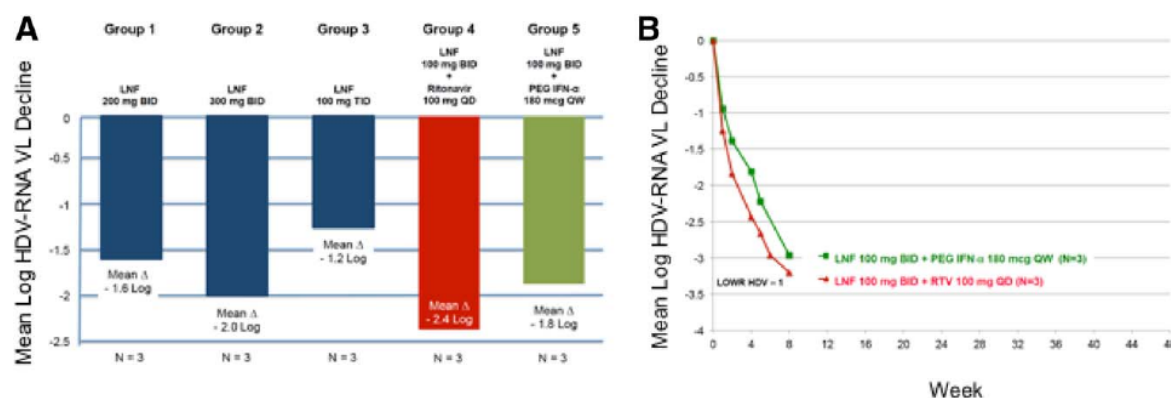 A
Group 1
Group 2
Group 3
Group 4
Group 5
LNF
200 mg BID
LNF
300 mg BID
LNF
100 mg TID
LNF
100 mg BID
+
Ritonavir
100 mg QD
LNF
100 mg BID
+
PEG IFN-α
180 mcg QW
Mean Log HDV-RNA VL Decline
0
-0.5
-1
-1.5
-2
-2.5
Mean Δ
- 1.6 Log
Mean Δ
- 2.0 Log
Mean Δ
- 1.2 Log
Mean Δ
- 2.4 Log
Mean Δ
- 1.8 Log
N = 3
N = 3
N = 3
N = 3
N = 3
B
Mean Log HDV-RNA VL Decline
0
-0.5
-1
-1.5
-2
-2.5
-3
-3.5
-4
LNF 100 mg BID + PEG IFN-α 180 mcg QW (N=3)
LNF 100 mg BID + RTV 100 mg QD (N=3)
LOWR HDV – 1
0 4 8 12 16 20 24 28 32 36 40 44 48
Week